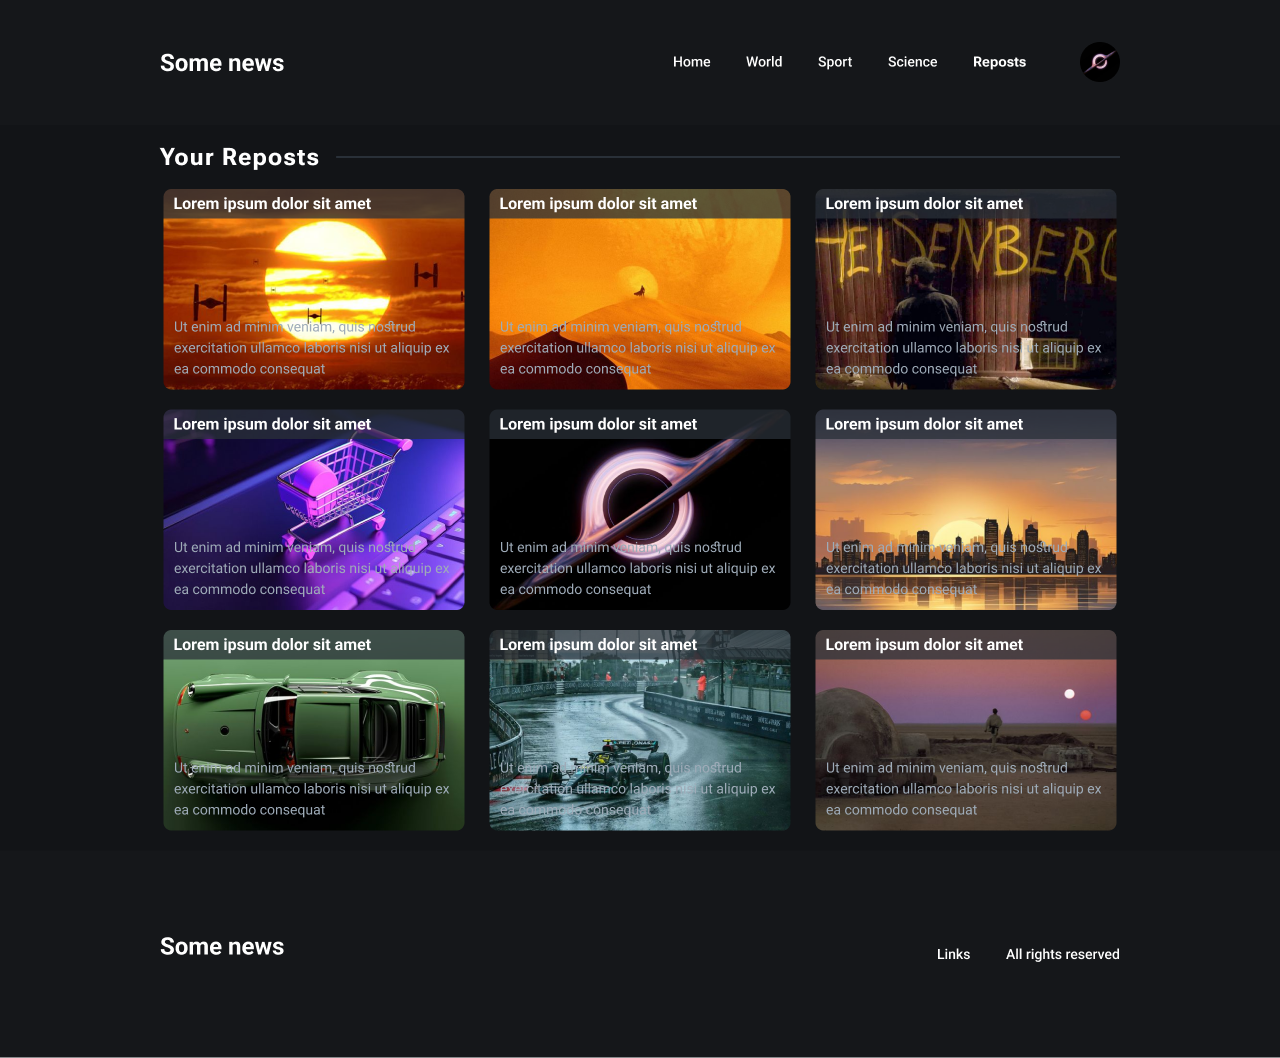 Some news
Home World Sport Science Reposts
Your Reposts
Lorem ipsum dolor sit amet
Ut enim ad minim veniam, quis nostrud
exercitation ullamco laboris nisi ut aliquip ex
ea commodo consequat
Lorem ipsum dolor sit amet
Ut enim ad minim veniam, quis nostrud
exercitation ullamco laboris nisi ut aliquip ex
ea commodo consequat
Lorem ipsum dolor sit amet
HEISENBERG
Ut enim ad minim veniam, quis nostrud
exercitation ullamco laboris nisi ut aliquip ex
ea commodo consequat
Lorem ipsum dolor sit amet
Ut enim ad minim veniam, quis nostrud
exercitation ullamco laboris nisi ut aliquip ex
ea commodo consequat
Lorem ipsum dolor sit amet
Ut enim ad minim veniam, quis nostrud
exercitation ullamco laboris nisi ut aliquip ex
ea commodo consequat
Lorem ipsum dolor sit amet
Ut enim ad minim veniam, quis nostrud
exercitation ullamco laboris nisi ut aliquip ex
ea commodo consequat
Lorem ipsum dolor sit amet
Ut enim ad minim veniam, quis nostrud
exercitation ullamco laboris nisi ut aliquip ex
ea commodo consequat
Lorem ipsum dolor sit amet
Ut enim ad minim veniam, quis nostrud
exercitation ullamco laboris nisi ut aliquip ex
ea commodo consequat
Lorem ipsum dolor sit amet
Ut enim ad minim veniam, quis nostrud
exercitation ullamco laboris nisi ut aliquip ex
ea commodo consequat
Some news
Links All rights reserved